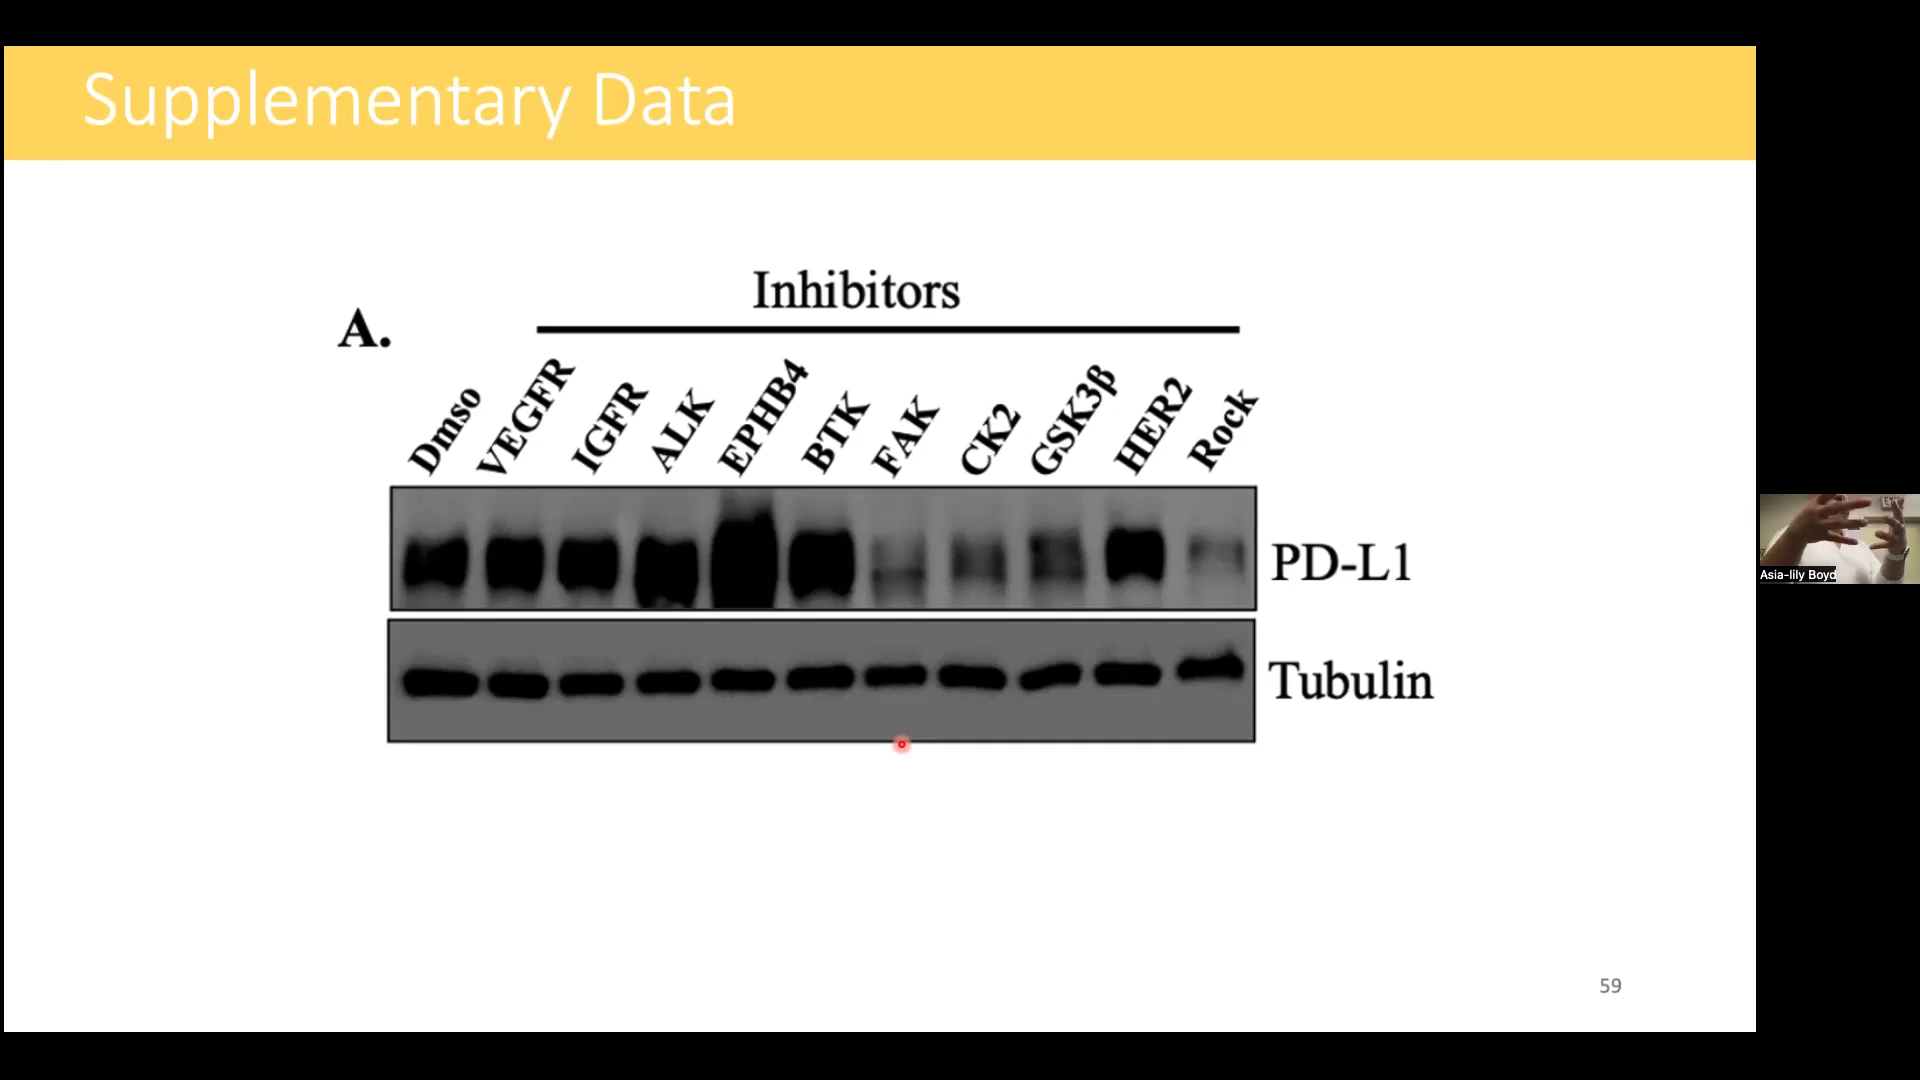 Supplementary Data
Inhibitors
A.
Dmso VEGFR IGFR ALK EPHB4 BTK FAK CK2 GSK3β HER2 Rock
PD-L1
Tubulin
59
EXI
Asia-lily Boyd